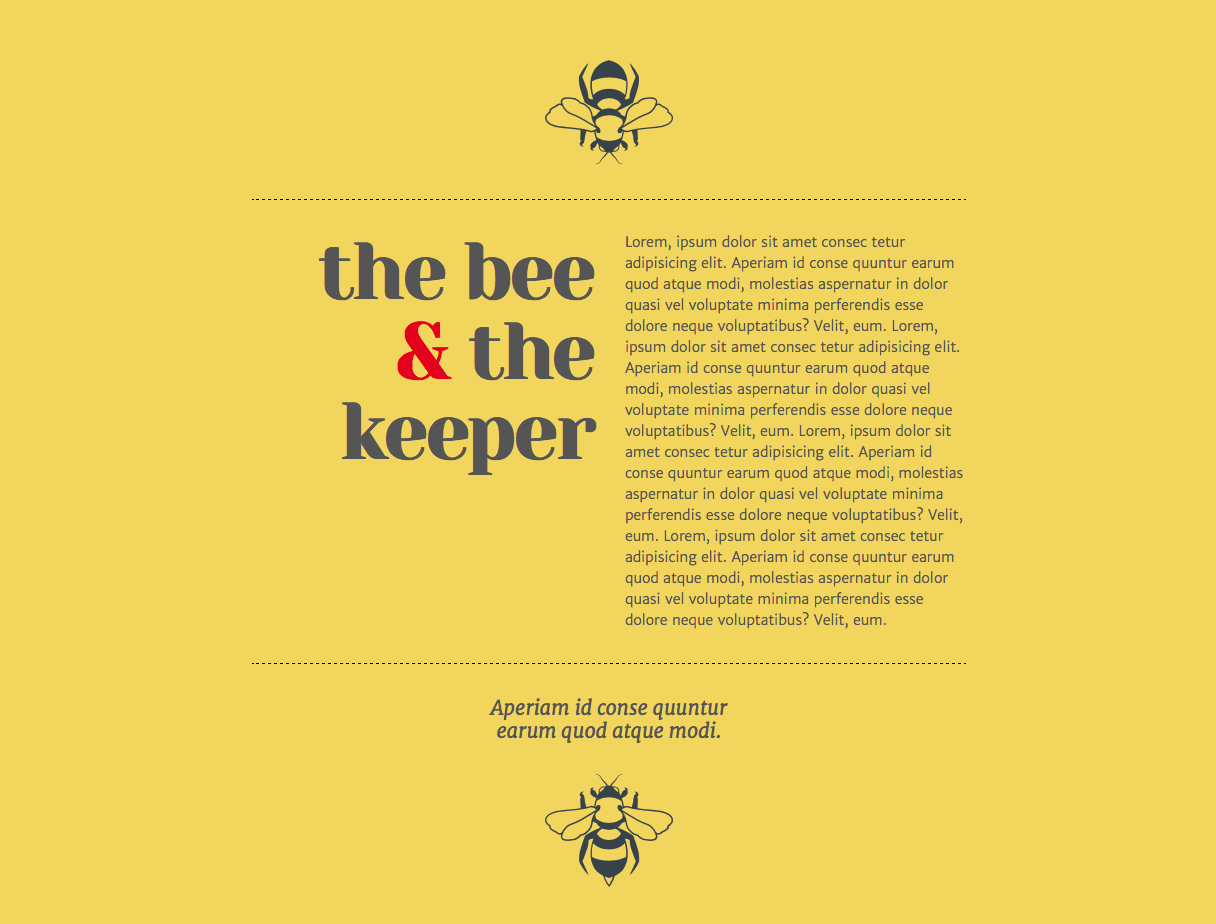 the bee
& the
keeper
Lorem, ipsum dolor sit amet consec tetur
adipisicing elit. Aperiam id conse quuntur earum
quod atque modi, molestias aspernatur in dolor
quasi vel voluptate minima perferendis esse
dolore neque voluptatibus? Velit, eum. Lorem,
ipsum dolor sit amet consec tetur adipisicing elit.
Aperiam id conse quuntur earum quod atque
modi, molestias aspernatur in dolor quasi vel
voluptate minima perferendis esse dolore neque
voluptatibus? Velit, eum. Lorem, ipsum dolor sit
amet consec tetur adipisicing elit. Aperiam id
conse quuntur earum quod atque modi, molestias
aspernatur in dolor quasi vel voluptate minima
perferendis esse dolore neque voluptatibus? Velit,
eum. Lorem, ipsum dolor sit amet consec tetur
adipisicing elit. Aperiam id conse quuntur earum
quod atque modi, molestias aspernatur in dolor
quasi vel voluptate minima perferendis esse
dolore neque voluptatibus? Velit, eum.
Aperiam id conse quuntur
earum quod atque modi.